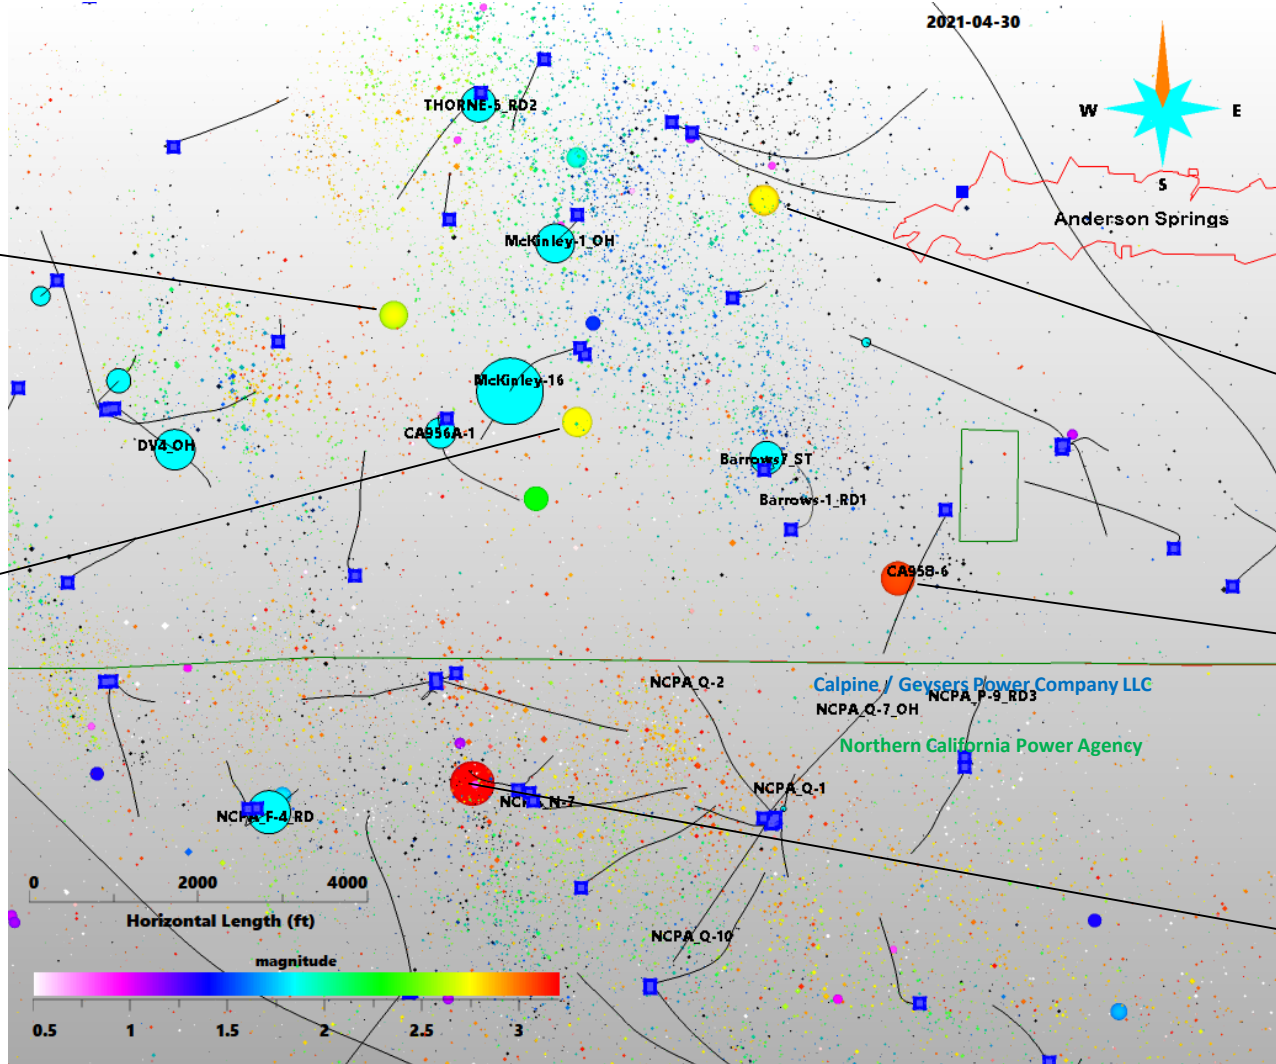 2021-04-30
W
E
S
THORNE-5_RD2
Anderson Springs
McKinley-1_OH
McKinley-16
CA956A-1
DV4_OH
Barrows7_ST
Barrows-1_RD1
CA958-6
NCPA_Q-2
Calpine / Geysers Power Company LLC
NCPA_P-9_RD3
NCPA_Q-7_OH
Northern California Power Agency
NCPA_Q-1
NCPA_N-7
NCPA_F-4_RD
0 2000 4000
Horizontal Length (ft)
NCPA_Q-10
magnitude
0.5 1 1.5 2 2.5 3